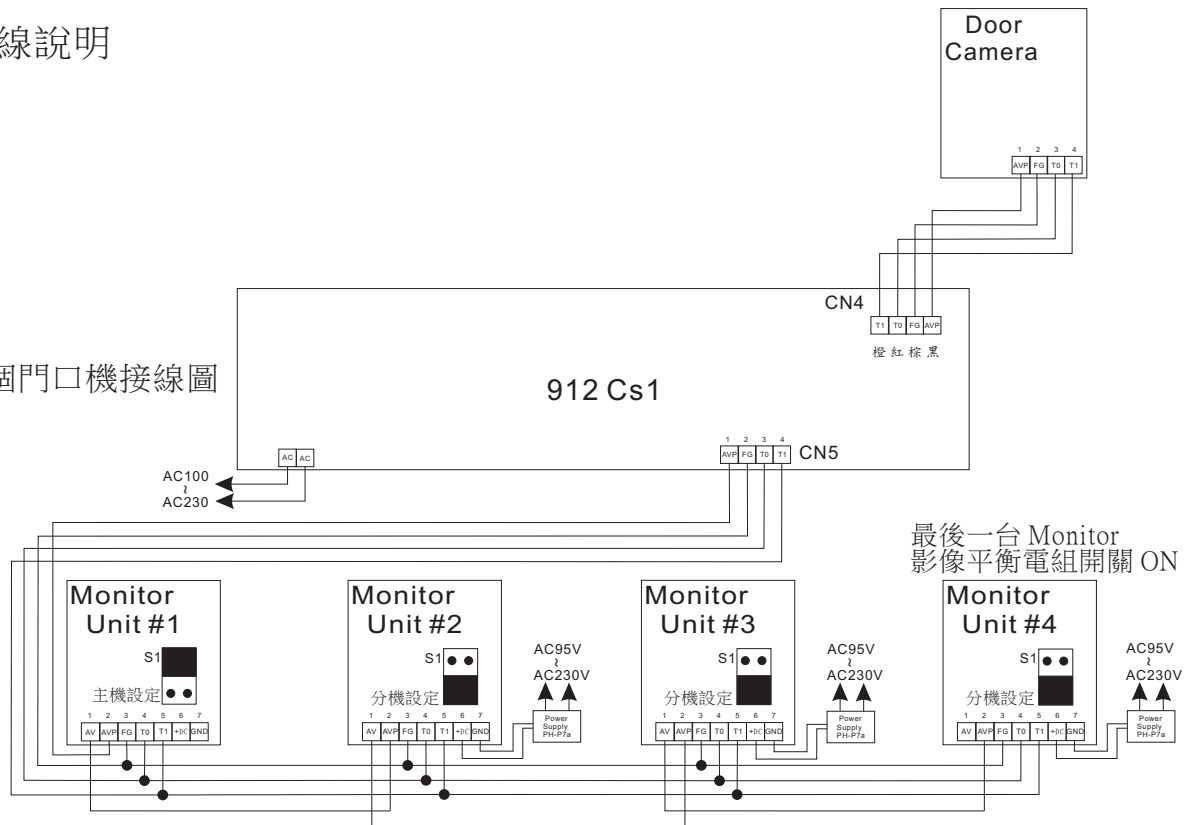 線說明
Door
Camera
1 2 3 4
AVP FG T0 T1
CN4
T1 T0 FG AVP
橙 紅 棕 黑
個門口機接線圖
912 Cs1
AC AC
1 2 3 4
AVP FG T0 T1 CN5
AC100
~
AC230
最後一台 Monitor
影像平衡電組開關 ON
Monitor
Unit #1
S1
主機設定
1 2 3 4 5 6 7
AV AVP FG T0 T1 +DC GND
Monitor
Unit #2
S1
分機設定
1 2 3 4 5 6 7
AV AVP FG T0 T1 +DC GND
AC95V
~
AC230V
Power
Supply
PH-P7a
Monitor
Unit #3
S1
分機設定
1 2 3 4 5 6 7
AV AVP FG T0 T1 +DC GND
AC95V
~
AC230V
Power
Supply
PH-P7a
Monitor
Unit #4
S1
分機設定
1 2 3 4 5 6 7
AV AVP FG T0 T1 +DC GND
AC95V
~
AC230V
Power
Supply
PH-P7a